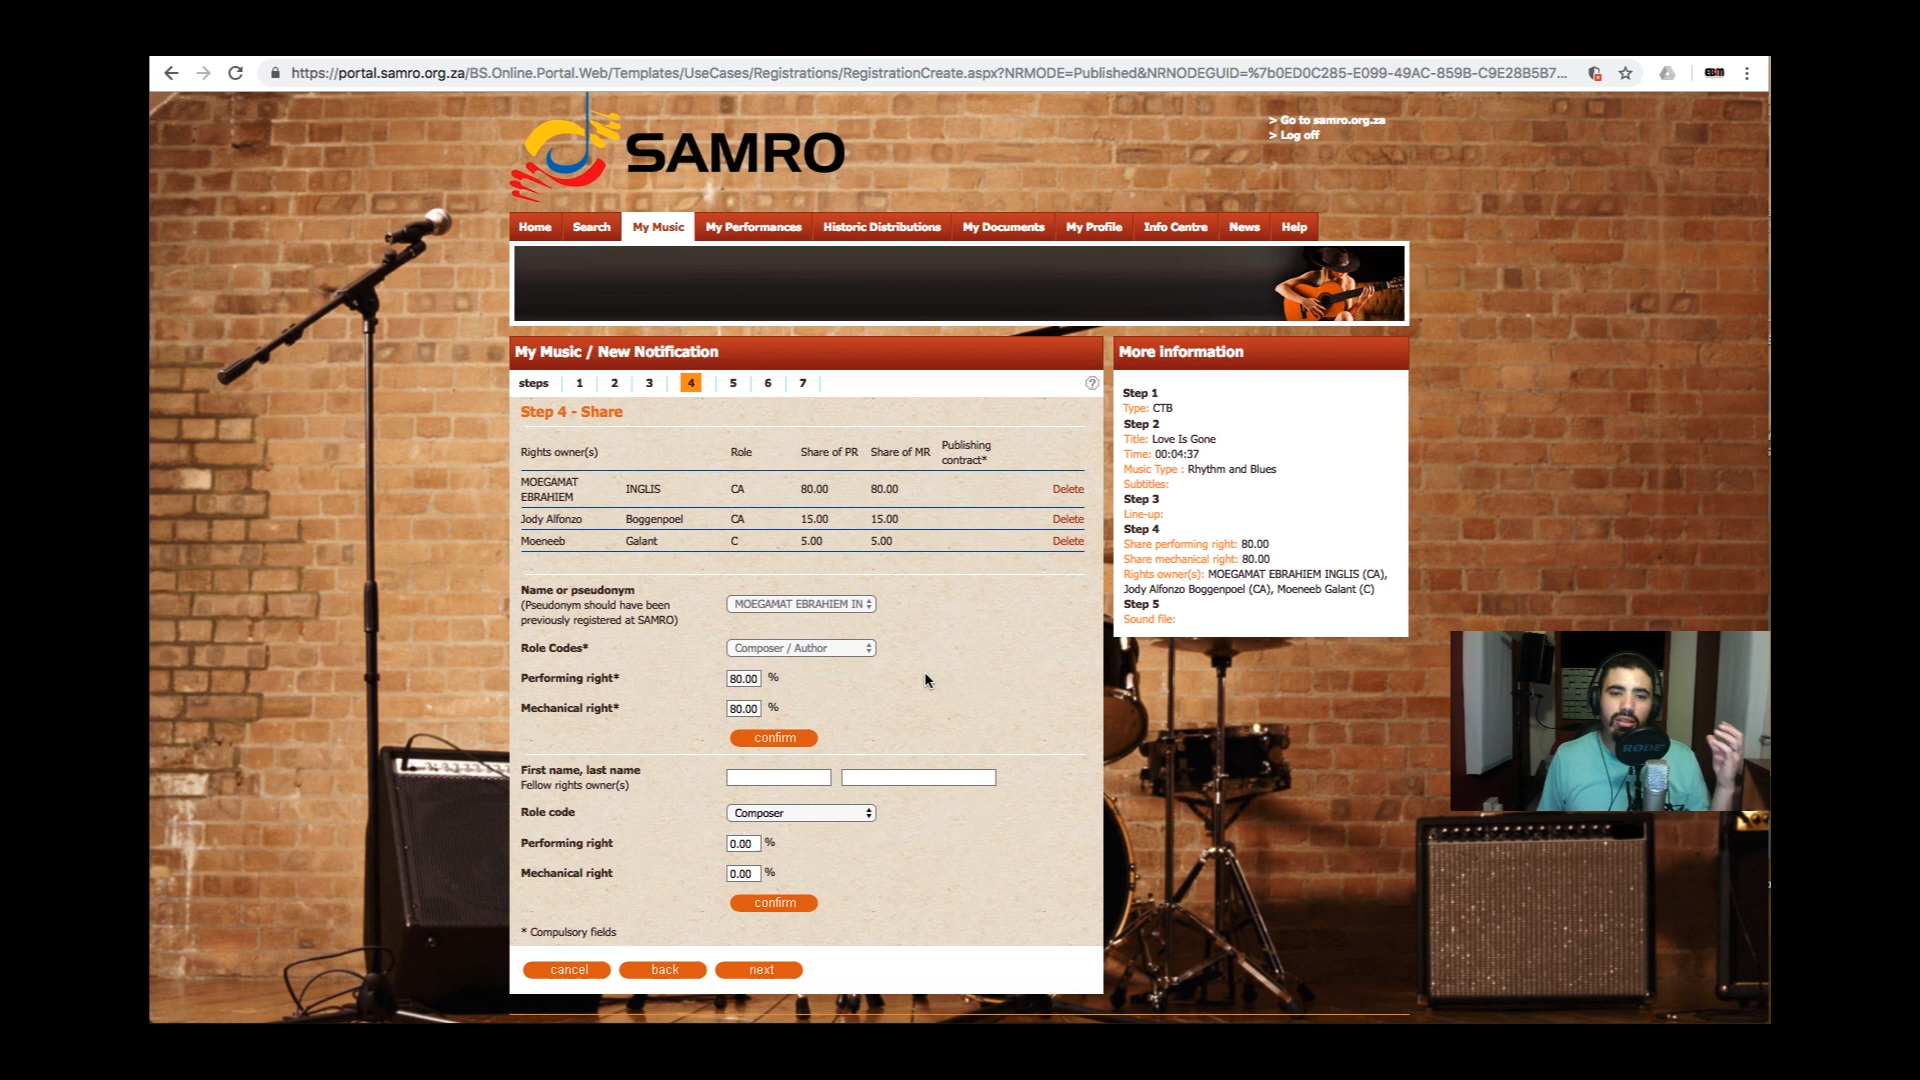 https://portal.samro.org.za/BS.Online.Portal.Web/Templates/UseCases/Registrations/RegistrationCreate.aspx?NRMODE=Published&NRNODEGUID=%7b0ED0C285-E099-49AC-859B-C9E28B5B7...
SAMRO
> Go to samro.org.za
> Log off
Home Search My Music My Performances Historic Distributions My Documents My Profile Info Centre News Help
My Music / New Notification
steps 1 2 3 4 5 6 7 ?
Step 4 - Share
Rights owner(s) Role Share of PR Share of MR Publishing contract*
MOEGAMAT EBRAHIEM INGLIS CA 80.00 80.00 Delete
Jody Alfonzo Boggenpoel CA 15.00 15.00 Delete
Moeneeb Galant C 5.00 5.00 Delete
Name or pseudonym
(Pseudonym should have been
previously registered at SAMRO)
MOEGAMAT EBRAHIEM IN
Role Codes* Composer / Author
Performing right* 80.00 %
Mechanical right* 80.00 %
confirm
First name, last name
Fellow rights owner(s)
Role code Composer
Performing right 0.00 %
Mechanical right 0.00 %
confirm
* Compulsory fields
cancel back next
More information
Step 1
Type: CTB
Step 2
Title: Love Is Gone
Time: 00:04:37
Music Type : Rhythm and Blues
Subtitles:
Step 3
Line-up:
Step 4
Share performing right: 80.00
Share mechanical right: 80.00
Rights owner(s): MOEGAMAT EBRAHIEM INGLIS (CA),
Jody Alfonzo Boggenpoel (CA), Moeneeb Galant (C)
Step 5
Sound file:
RØDE